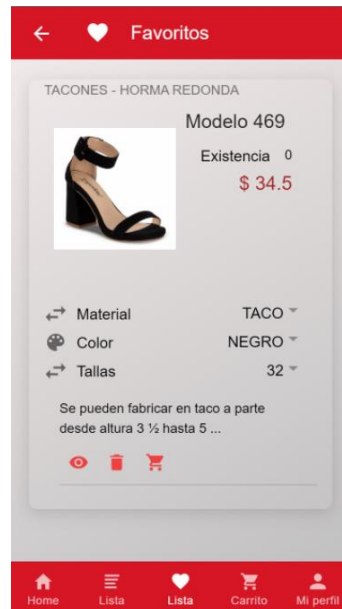 Favoritos
TACONES - HORMA REDONDA
Modelo 469
Existencia 0
$ 34.5
Material TACO
Color NEGRO
Tallas 32
Se pueden fabricar en taco a parte
desde altura 3 ½ hasta 5 ...
Home Lista Lista Carrito Mi perfil